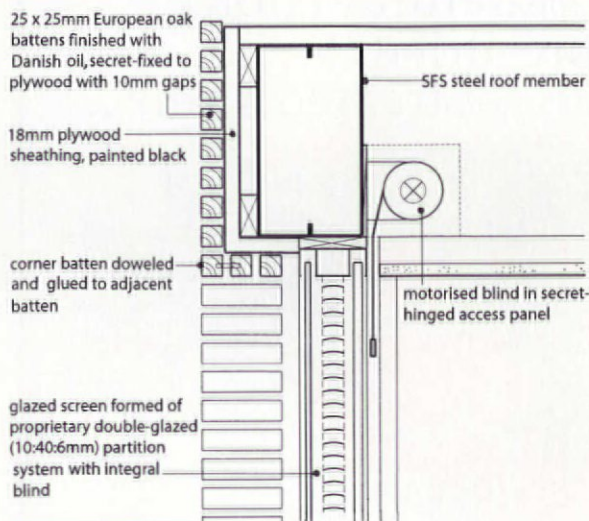 25 x 25mm European oak
battens finished with
Danish oil, secret-fixed to
plywood with 10mm gaps
SFS steel roof member
18mm plywood
sheathing, painted black
corner batten doweled
and glued to adjacent
batten
motorised blind in secret-
hinged access panel
glazed screen formed of
proprietary double-glazed
(10:40:6mm) partition
system with integral
blind